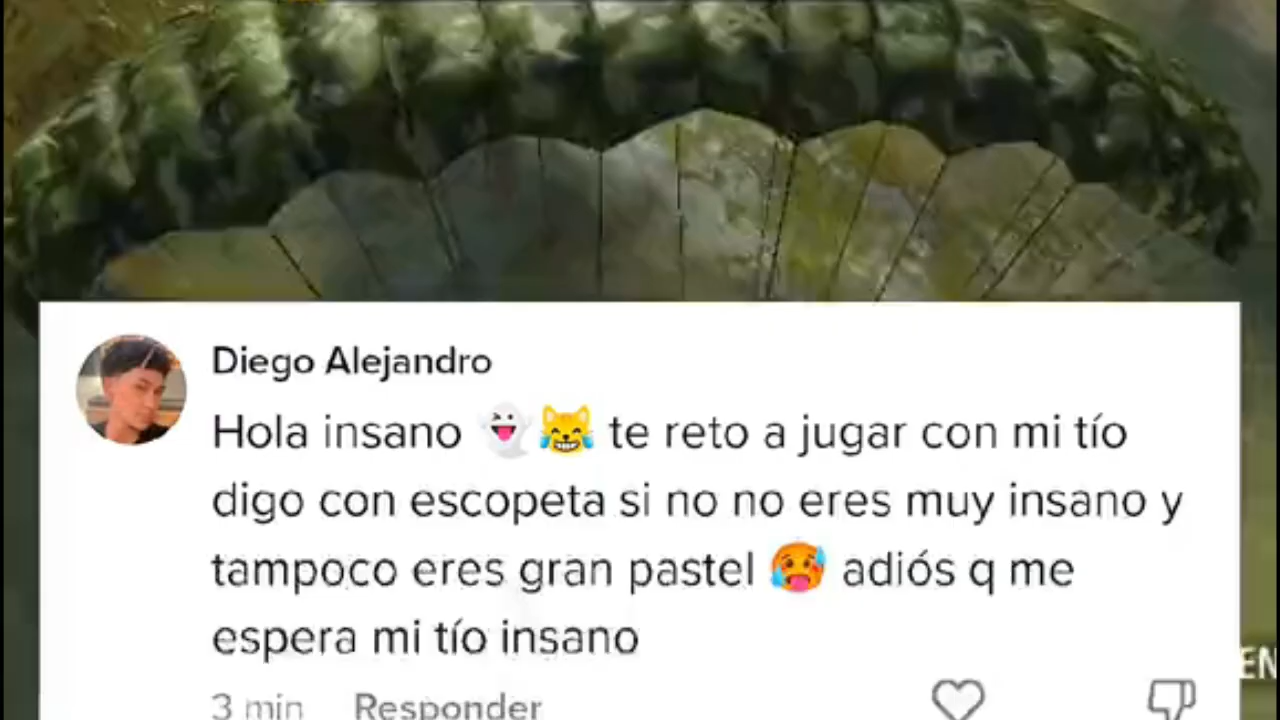 Diego Alejandro
Hola insano 👻😹 te reto a jugar con mi tío
digo con escopeta si no no eres muy insano y
tampoco eres gran pastel 🥵 adiós q me
espera mi tío insano
3 min Responder
EN